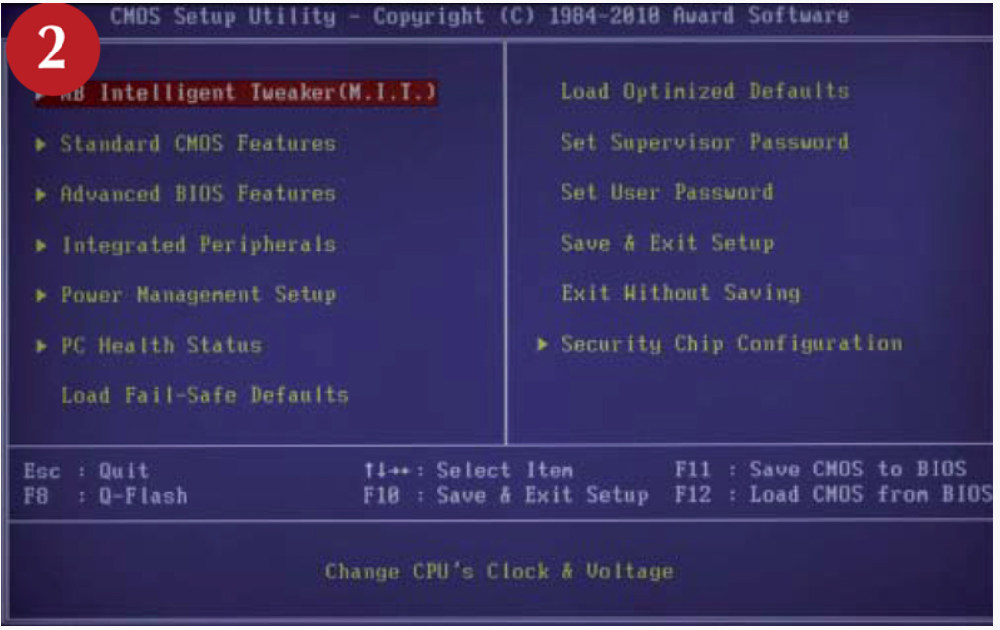 CMOS Setup Utility - Copyright (C) 1984-2010 Award Software
2
MB Intelligent Tweaker(M.I.T.)
Standard CMOS Features
Advanced BIOS Features
Integrated Peripherals
Power Management Setup
PC Health Status
Load Fail-Safe Defaults
Load Optimized Defaults
Set Supervisor Password
Set User Password
Save & Exit Setup
Exit Without Saving
Security Chip Configuration
Esc : Quit ↑↓→←: Select Item F11 : Save CMOS to BIOS
F8 : Q-Flash F10 : Save & Exit Setup F12 : Load CMOS from BIOS
Change CPU's Clock & Voltage